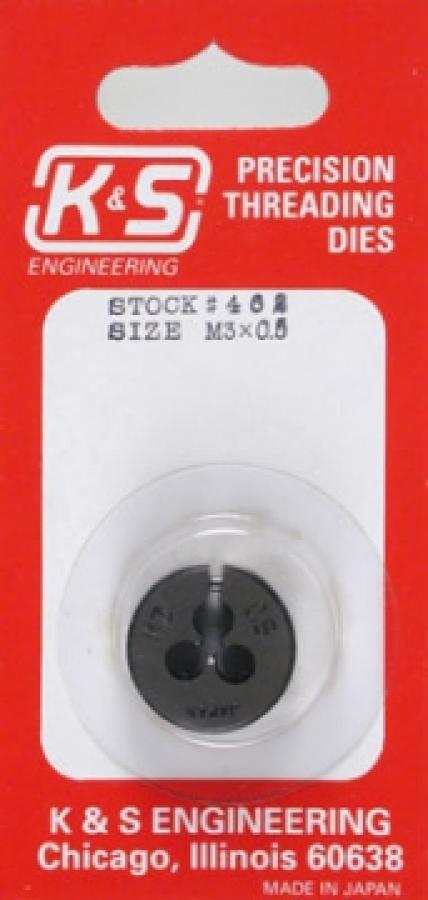 K&S
ENGINEERING
PRECISION
THREADING
DIES
STOCK #462
SIZE M3×0.5
JAPAN
K & S ENGINEERING
Chicago, Illinois 60638
MADE IN JAPAN